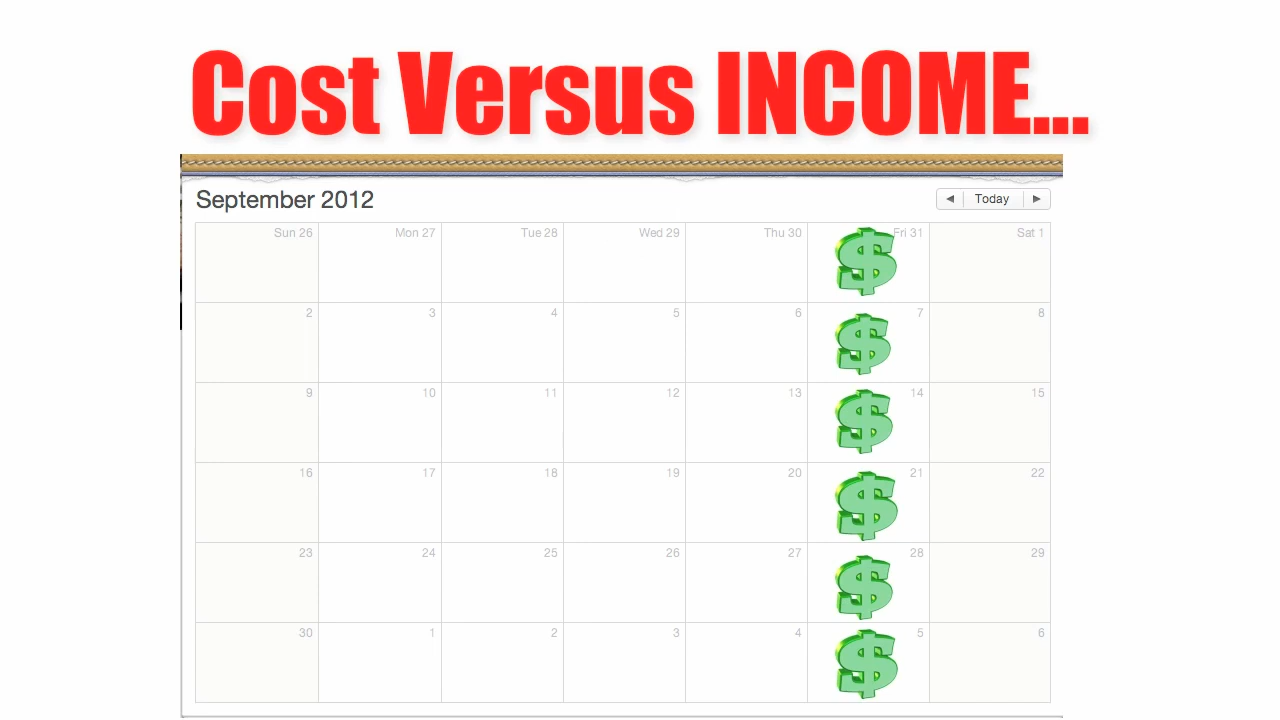 Cost Versus INCOME...
September 2012
◀ Today ▶
Sun 26 Mon 27 Tue 28 Wed 29 Thu 30 Fri 31 Sat 1
2 3 4 5 6 7 8
9 10 11 12 13 14 15
16 17 18 19 20 21 22
23 24 25 26 27 28 29
30 1 2 3 4 5 6
$
$
$
$
$
$